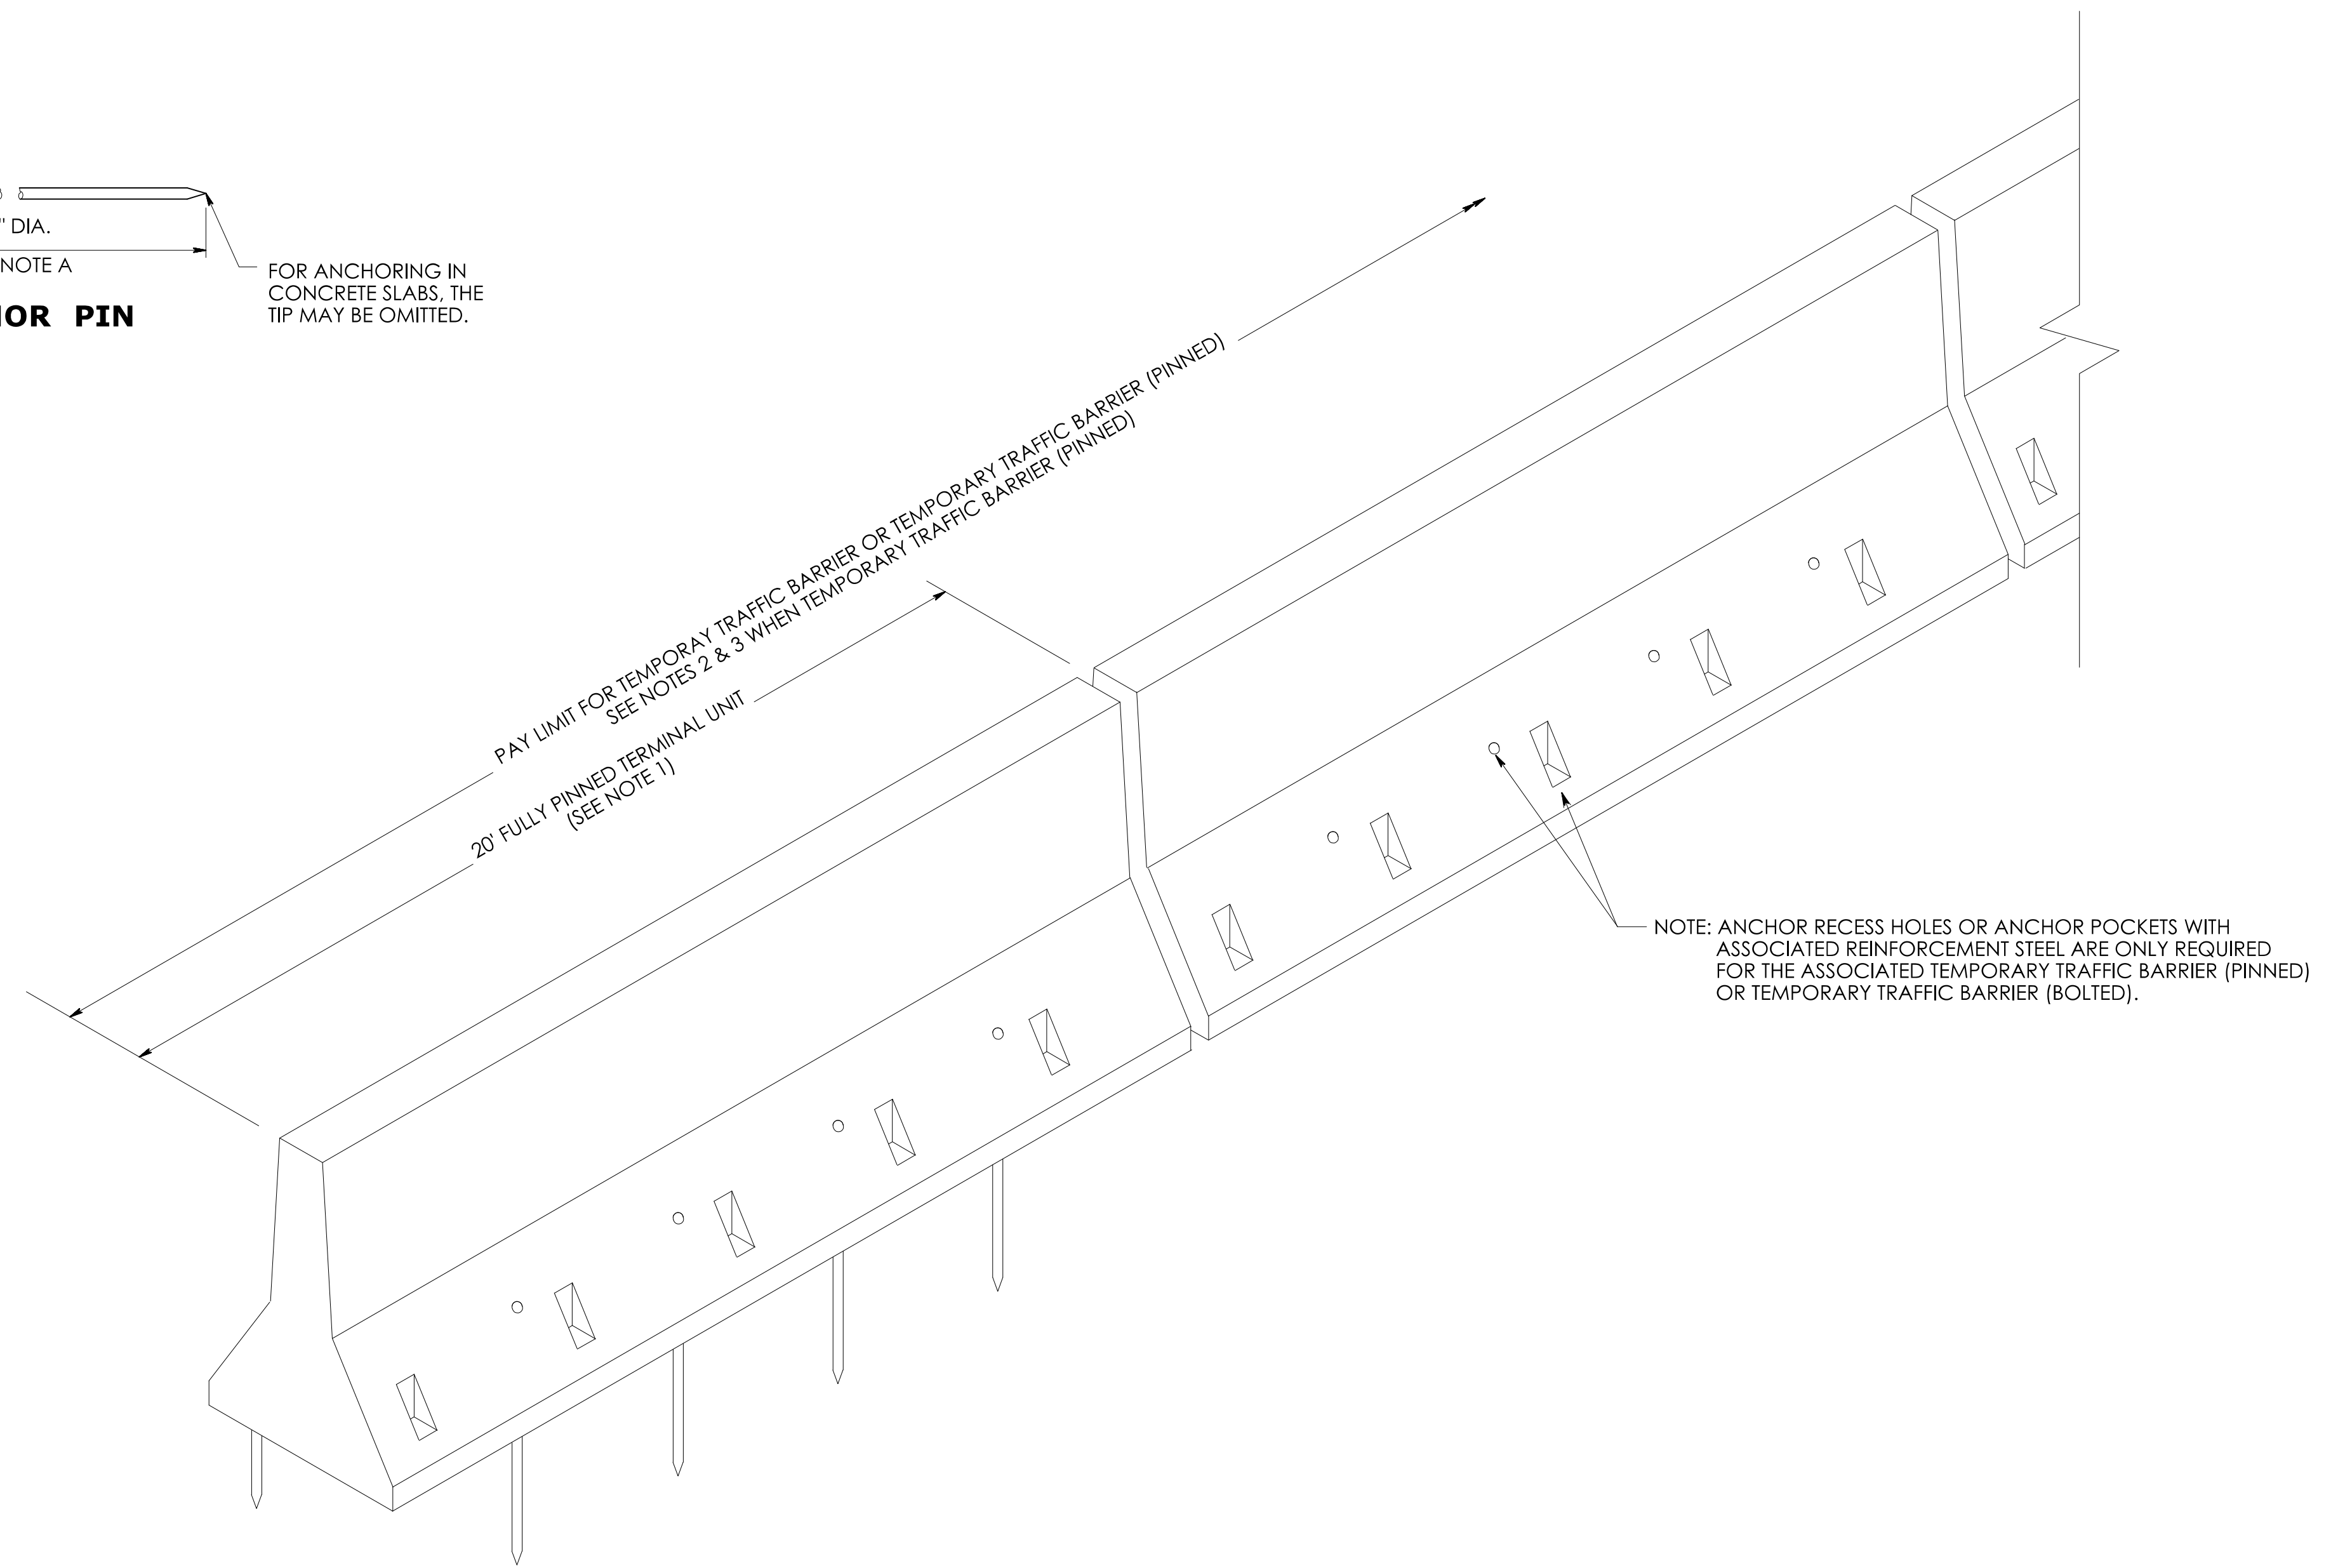 " DIA.
NOTE A
PIN
FOR ANCHORING IN
CONCRETE SLABS, THE
TIP MAY BE OMITTED.
PAY LIMIT FOR TEMPORAY TRAFFIC BARRIER OR TEMPORARY TRAFFIC BARRIER (PINNED)
SEE NOTES 2 & 3 WHEN TEMPORARY TRAFFIC BARRIER (PINNED)
20' FULLY PINNED TERMINAL UNIT
(SEE NOTE 1)
NOTE: ANCHOR RECESS HOLES OR ANCHOR POCKETS WITH
ASSOCIATED REINFORCEMENT STEEL ARE ONLY REQUIRED
FOR THE ASSOCIATED TEMPORARY TRAFFIC BARRIER (PINNED)
OR TEMPORARY TRAFFIC BARRIER (BOLTED).